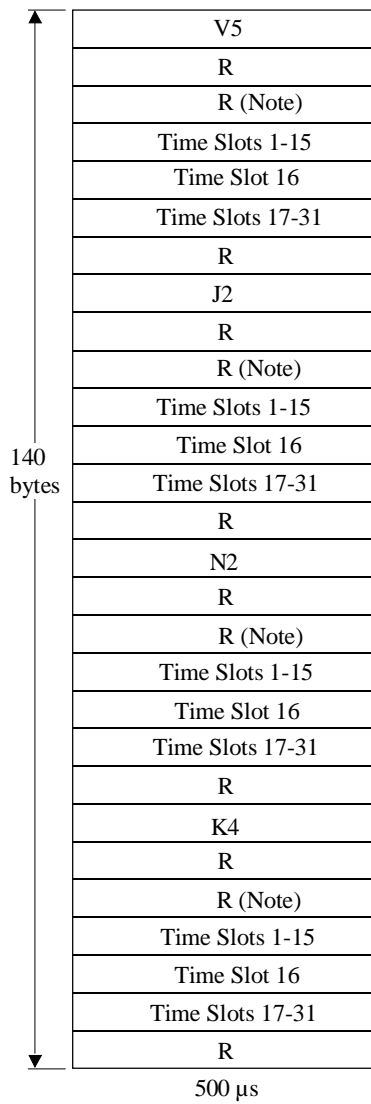 V5
R
R (Note)
Time Slots 1-15
Time Slot 16
Time Slots 17-31
R
J2
R
R (Note)
Time Slots 1-15
140
bytes
Time Slot 16
Time Slots 17-31
R
N2
R
R (Note)
Time Slots 1-15
Time Slot 16
Time Slots 17-31
R
K4
R
R (Note)
Time Slots 1-15
Time Slot 16
Time Slots 17-31
R
500 μs